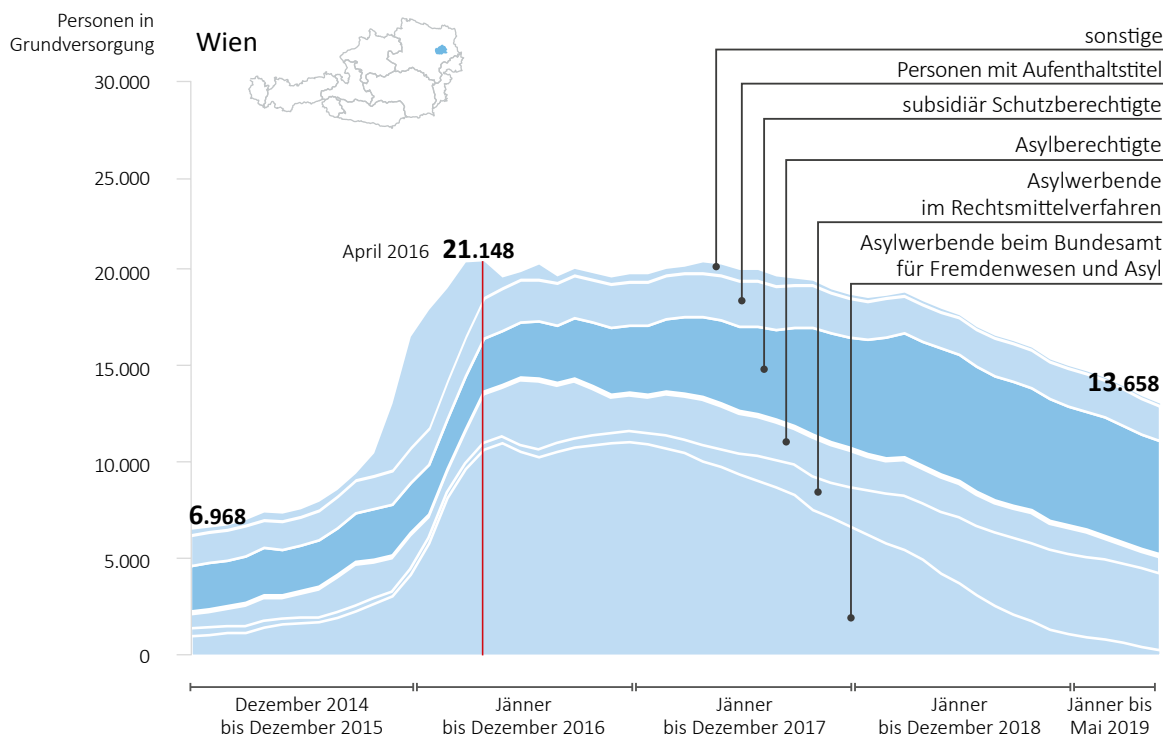 Personen in
Grundversorgung
Wien
30.000
25.000
20.000
15.000
10.000
5.000
0
sonstige
Personen mit Aufenthaltstitel
subsidiär Schutzberechtigte
Asylberechtigte
Asylwerbende
im Rechtsmittelverfahren
Asylwerbende beim Bundesamt
für Fremdenwesen und Asyl
April 2016 21.148
13.658
6.968
Dezember 2014
bis Dezember 2015
Jänner
bis Dezember 2016
Jänner
bis Dezember 2017
Jänner
bis Dezember 2018
Jänner bis
Mai 2019